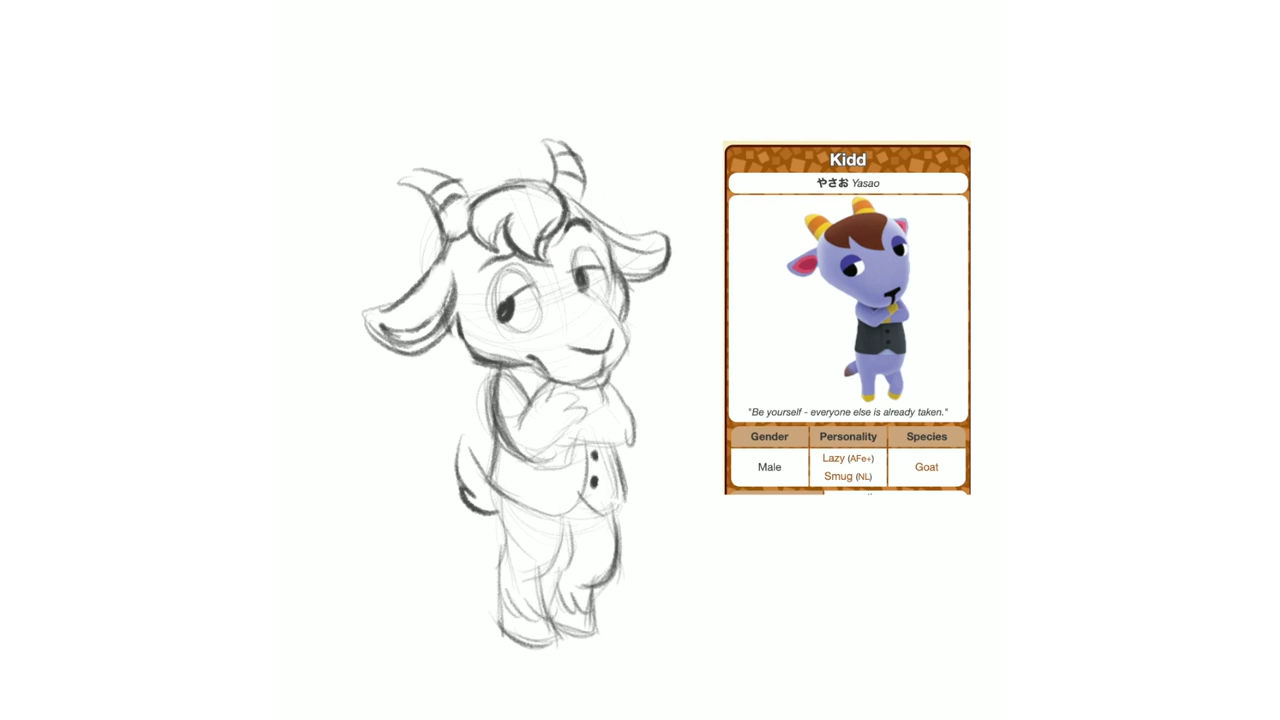 Kidd
やさお Yasao
"Be yourself - everyone else is already taken."
Gender Personality Species
Male Lazy (AFe+) Smug (NL) Goat